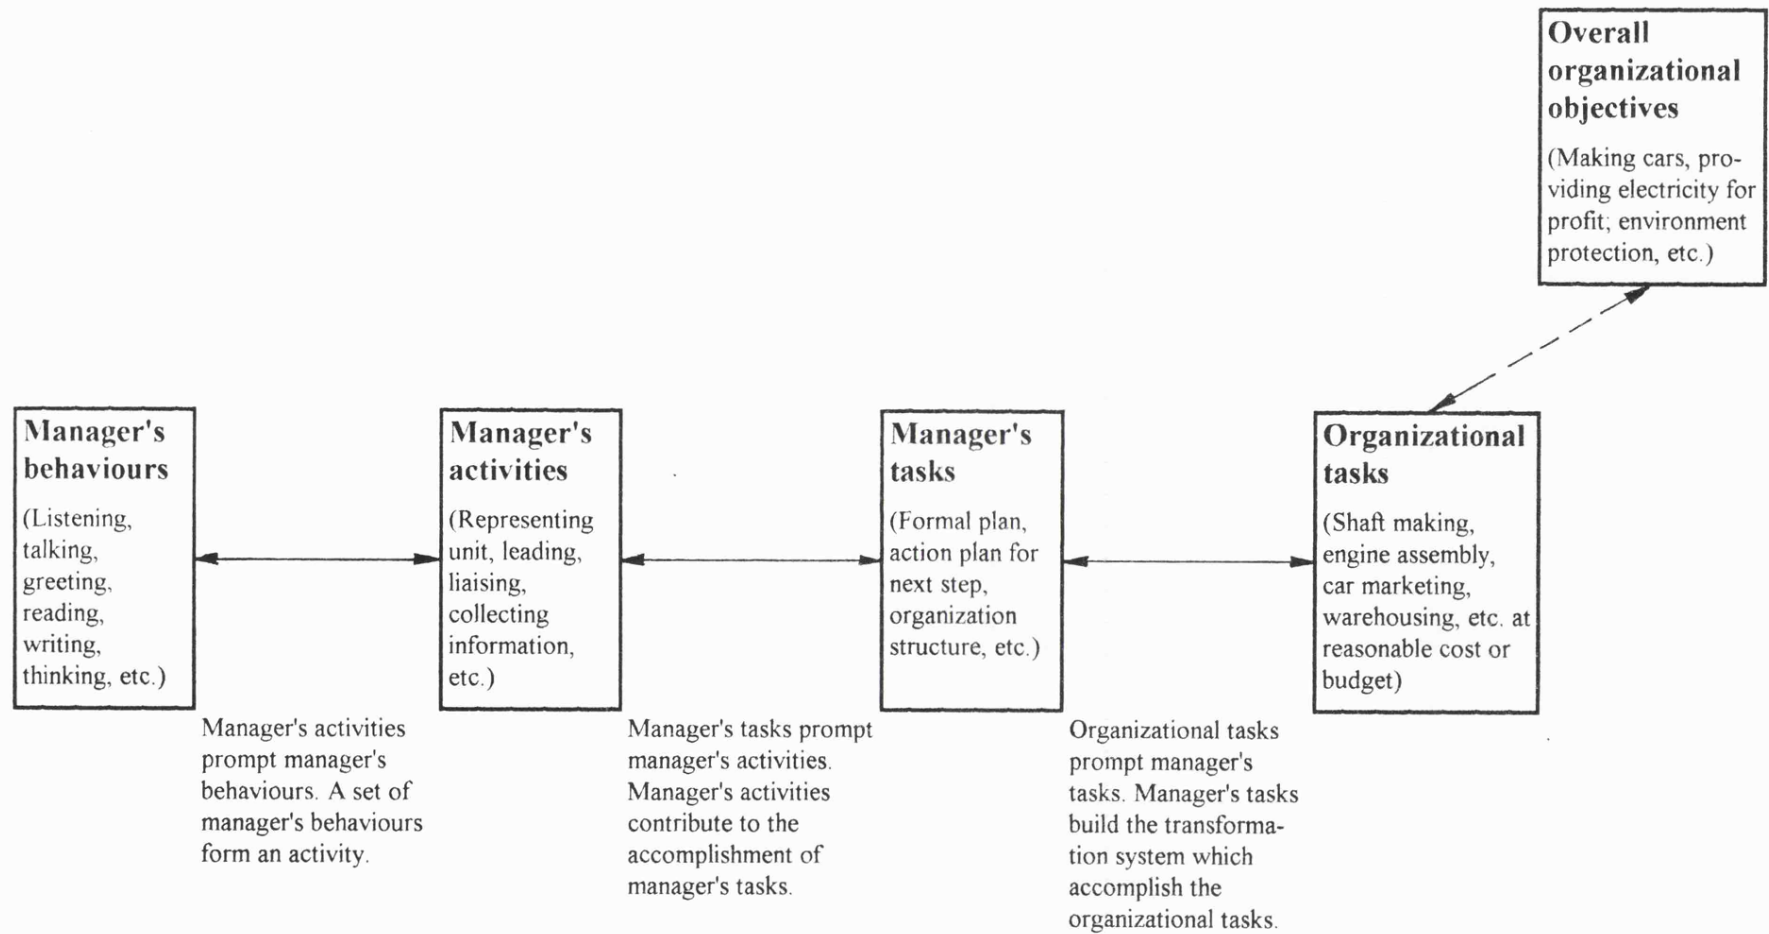 Overall
organizational
objectives
(Making cars, pro-
viding electricity for
profit; environment
protection, etc.)
Manager's
behaviours
(Listening,
talking,
greeting,
reading,
writing,
thinking, etc.)
Manager's
activities
(Representing
unit, leading,
liaising,
collecting
information,
etc.)
Manager's
tasks
(Formal plan,
action plan for
next step,
organization
structure, etc.)
Organizational
tasks
(Shaft making,
engine assembly,
car marketing,
warehousing, etc. at
reasonable cost or
budget)
Manager's activities
prompt manager's
behaviours. A set of
manager's behaviours
form an activity.
Manager's tasks prompt
manager's activities.
Manager's activities
contribute to the
accomplishment of
manager's tasks.
Organizational tasks
prompt manager's
tasks. Manager's tasks
build the transforma-
tion system which
accomplish the
organizational tasks.